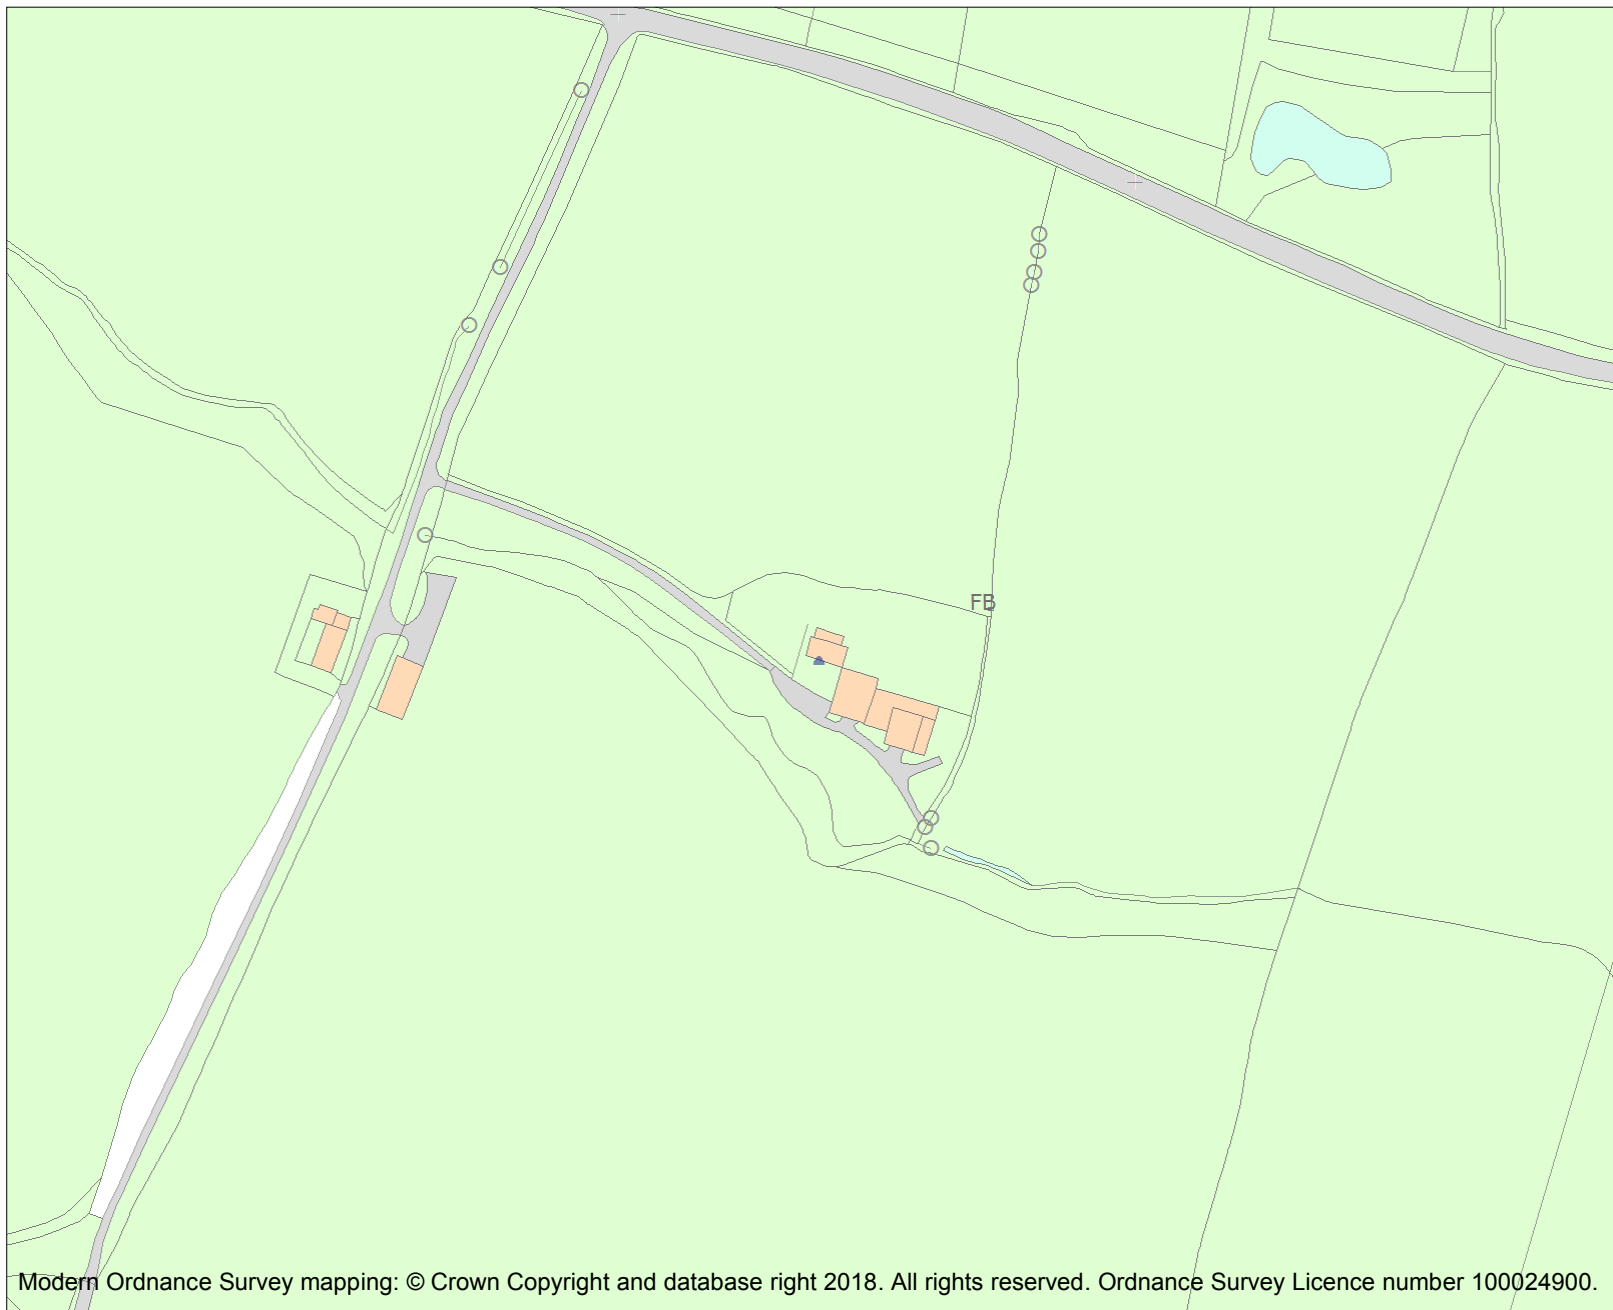 FB
Modern Ordnance Survey mapping: © Crown Copyright and database right 2018. All rights reserved. Ordnance Survey Licence number 100024900.